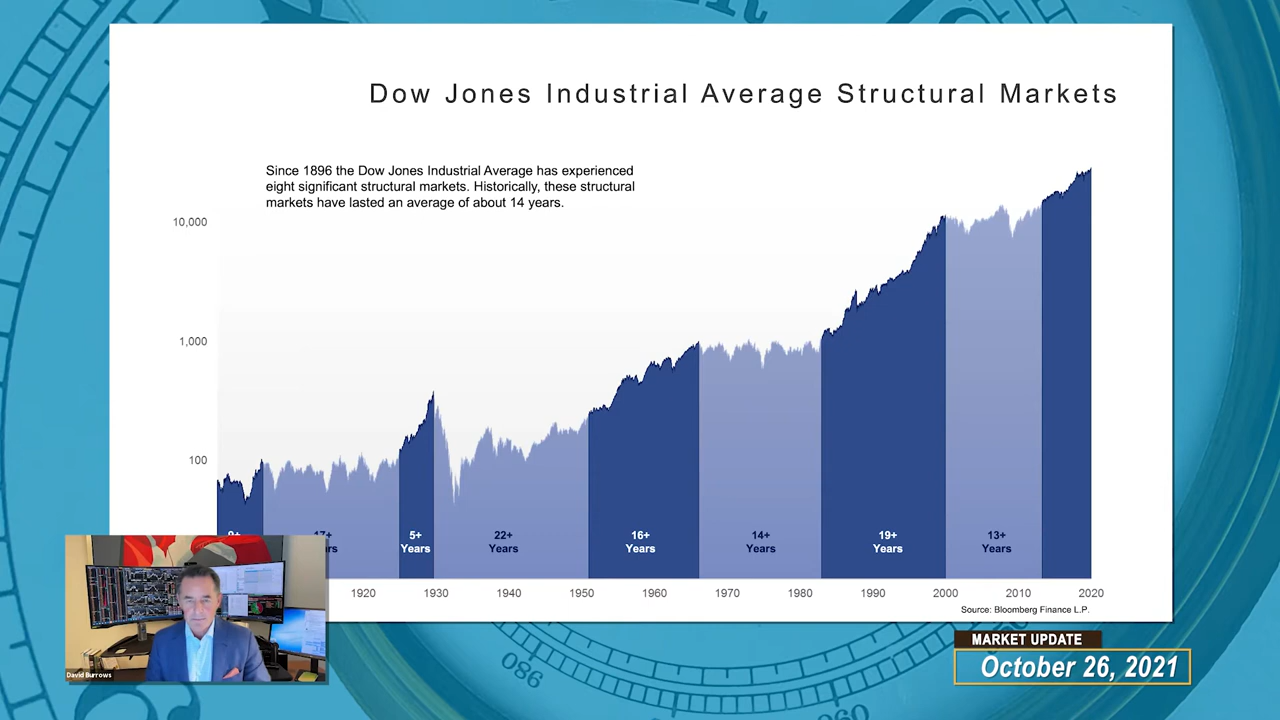 Dow Jones Industrial Average Structural Markets
Since 1896 the Dow Jones Industrial Average has experienced
eight significant structural markets. Historically, these structural
markets have lasted an average of about 14 years.
10,000
1,000
100
5+
Years
22+
Years
16+
Years
14+
Years
19+
Years
13+
Years
1920
1930
1940
1950
1960
1970
1980
1990
2000
2010
2020
Source: Bloomberg Finance L.P.
David Burrows
MARKET UPDATE
October 26, 2021
086
060